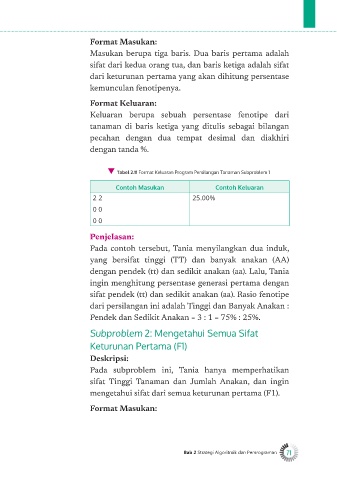 Format Masukan:
Masukan berupa tiga baris. Dua baris pertama adalah
sifat dari kedua orang tua, dan baris ketiga adalah sifat
dari keturunan pertama yang akan dihitung persentase
kemunculan fenotipenya.
Format Keluaran:
Keluaran berupa sebuah persentase fenotipe dari
tanaman di baris ketiga yang ditulis sebagai bilangan
pecahan dengan dua tempat desimal dan diakhiri
dengan tanda %.
Tabel 2.11 Format Keluaran Program Persilangan Tanaman Subproblem 1
Contoh Masukan Contoh Keluaran
2 2 25.00%
0 0
0 0
Penjelasan:
Pada contoh tersebut, Tania menyilangkan dua induk,
yang bersifat tinggi (TT) dan banyak anakan (AA)
dengan pendek (tt) dan sedikit anakan (aa). Lalu, Tania
ingin menghitung persentase generasi pertama dengan
sifat pendek (tt) dan sedikit anakan (aa). Rasio fenotipe
dari persilangan ini adalah Tinggi dan Banyak Anakan :
Pendek dan Sedikit Anakan = 3 : 1 = 75% : 25%.
Subproblem 2: Mengetahui Semua Sifat
Keturunan Pertama (F1)
Deskripsi:
Pada subproblem ini, Tania hanya memperhatikan
sifat Tinggi Tanaman dan Jumlah Anakan, dan ingin
mengetahui sifat dari semua keturunan pertama (F1).
Format Masukan:
Bab 2 Strategi Algoritmik dan Pemrograman 71